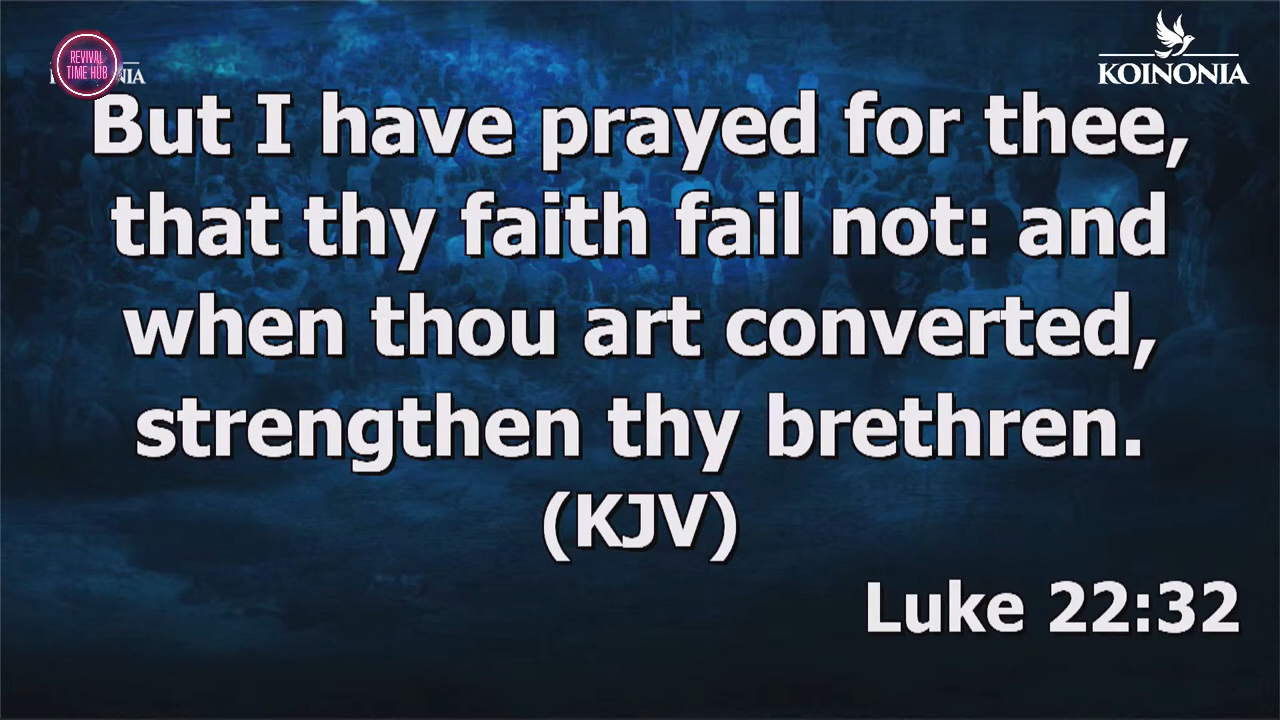 REVIVAL
TIME HUB
NIA
KOINONIA
But I have prayed for thee,
that thy faith fail not: and
when thou art converted,
strengthen thy brethren.
(KJV)
Luke 22:32